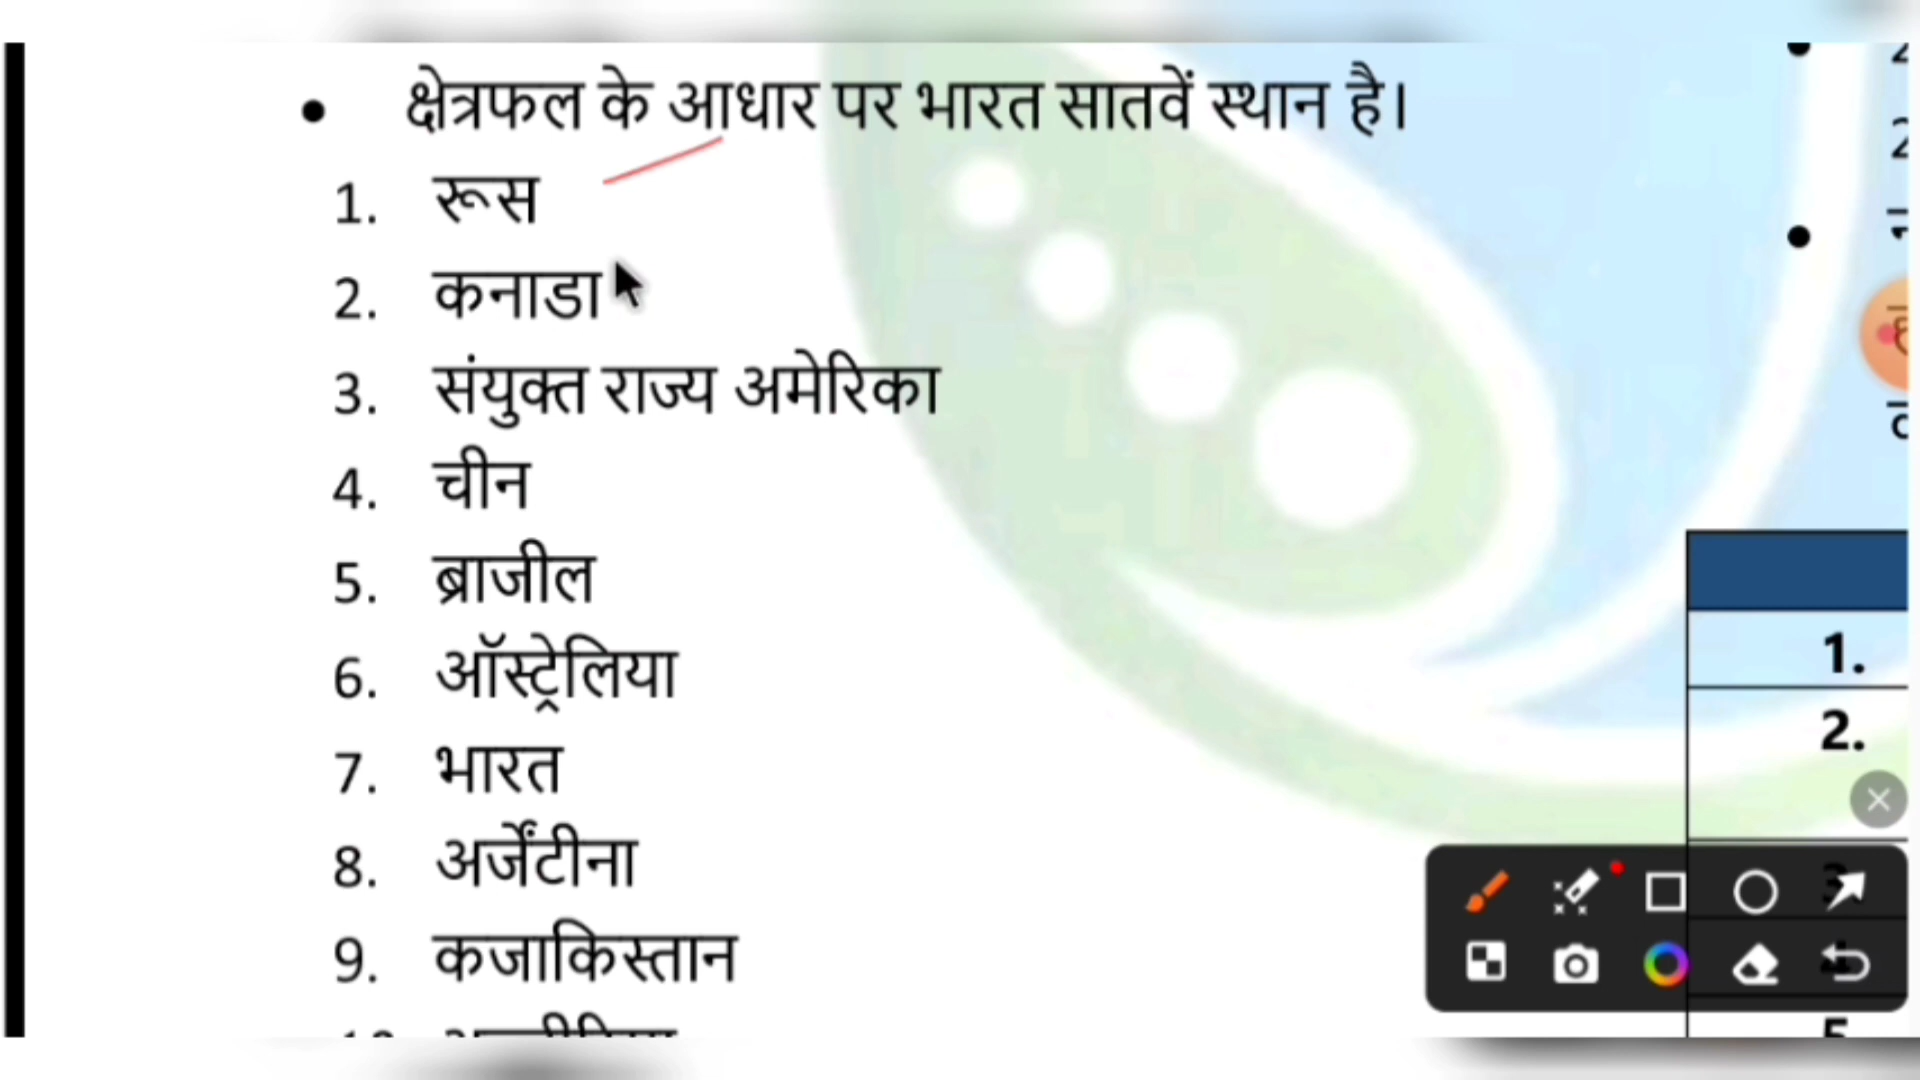 • क्षेत्रफल के आधार पर भारत सातवें स्थान है।
1. रूस
2. कनाडा
3. संयुक्त राज्य अमेरिका
4. चीन
5. ब्राजील
6. ऑस्ट्रेलिया
7. भारत
8. अर्जेंटीना
9. कजाकिस्तान
1.
2.